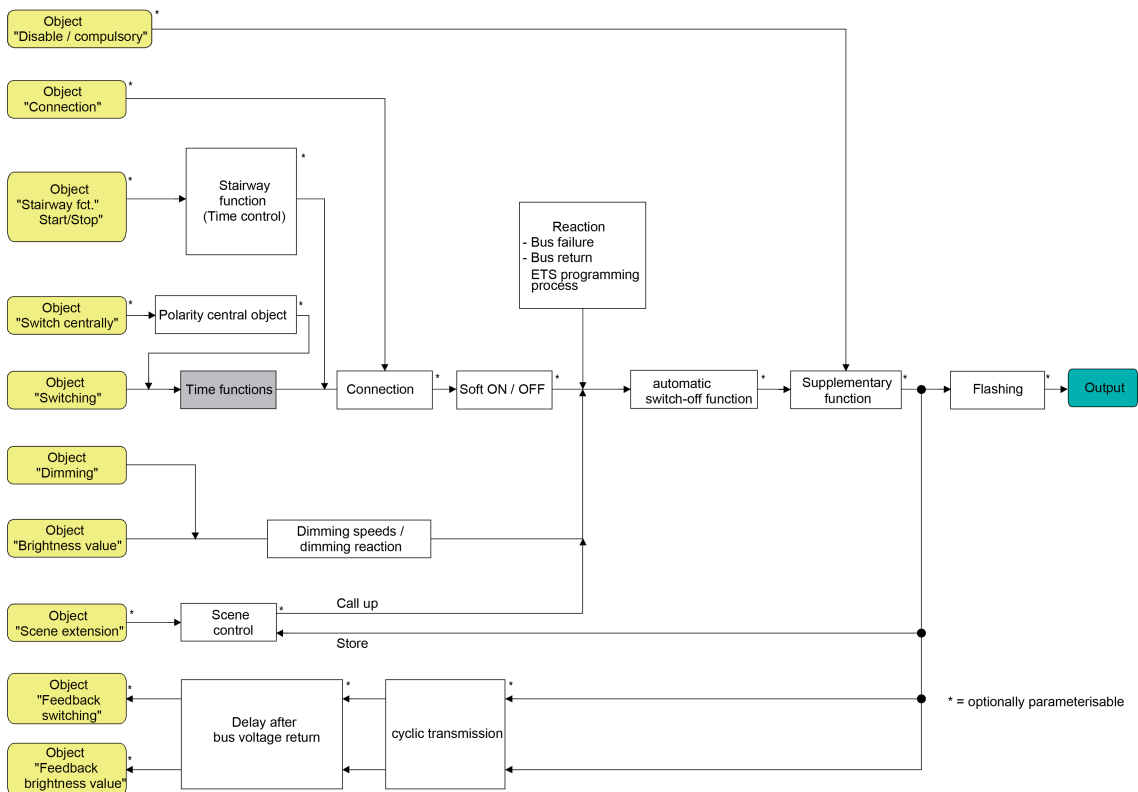 Object
"Disable / compulsory"
*
Object
"Connection"
*
Object
"Stairway fct."
Start/Stop"
*
Stairway
function
(Time control)
*
Reaction
- Bus failure
- Bus return
ETS programming
process
Object
"Switch centrally"
*
Polarity central object
*
Object
"Switching"
Time functions
Connection
*
Soft ON / OFF
*
automatic
switch-off function
*
Supplementary
function
*
Flashing
*
Output
Object
"Dimming"
Object
"Brightness value"
Dimming speeds /
dimming reaction
Object
"Scene extension"
*
Scene
control
*
Call up
Store
Object
"Feedback
switching"
*
Delay after
bus voltage return
*
cyclic transmission
*
* = optionally parameterisable
Object
"Feedback
brightness value"
*